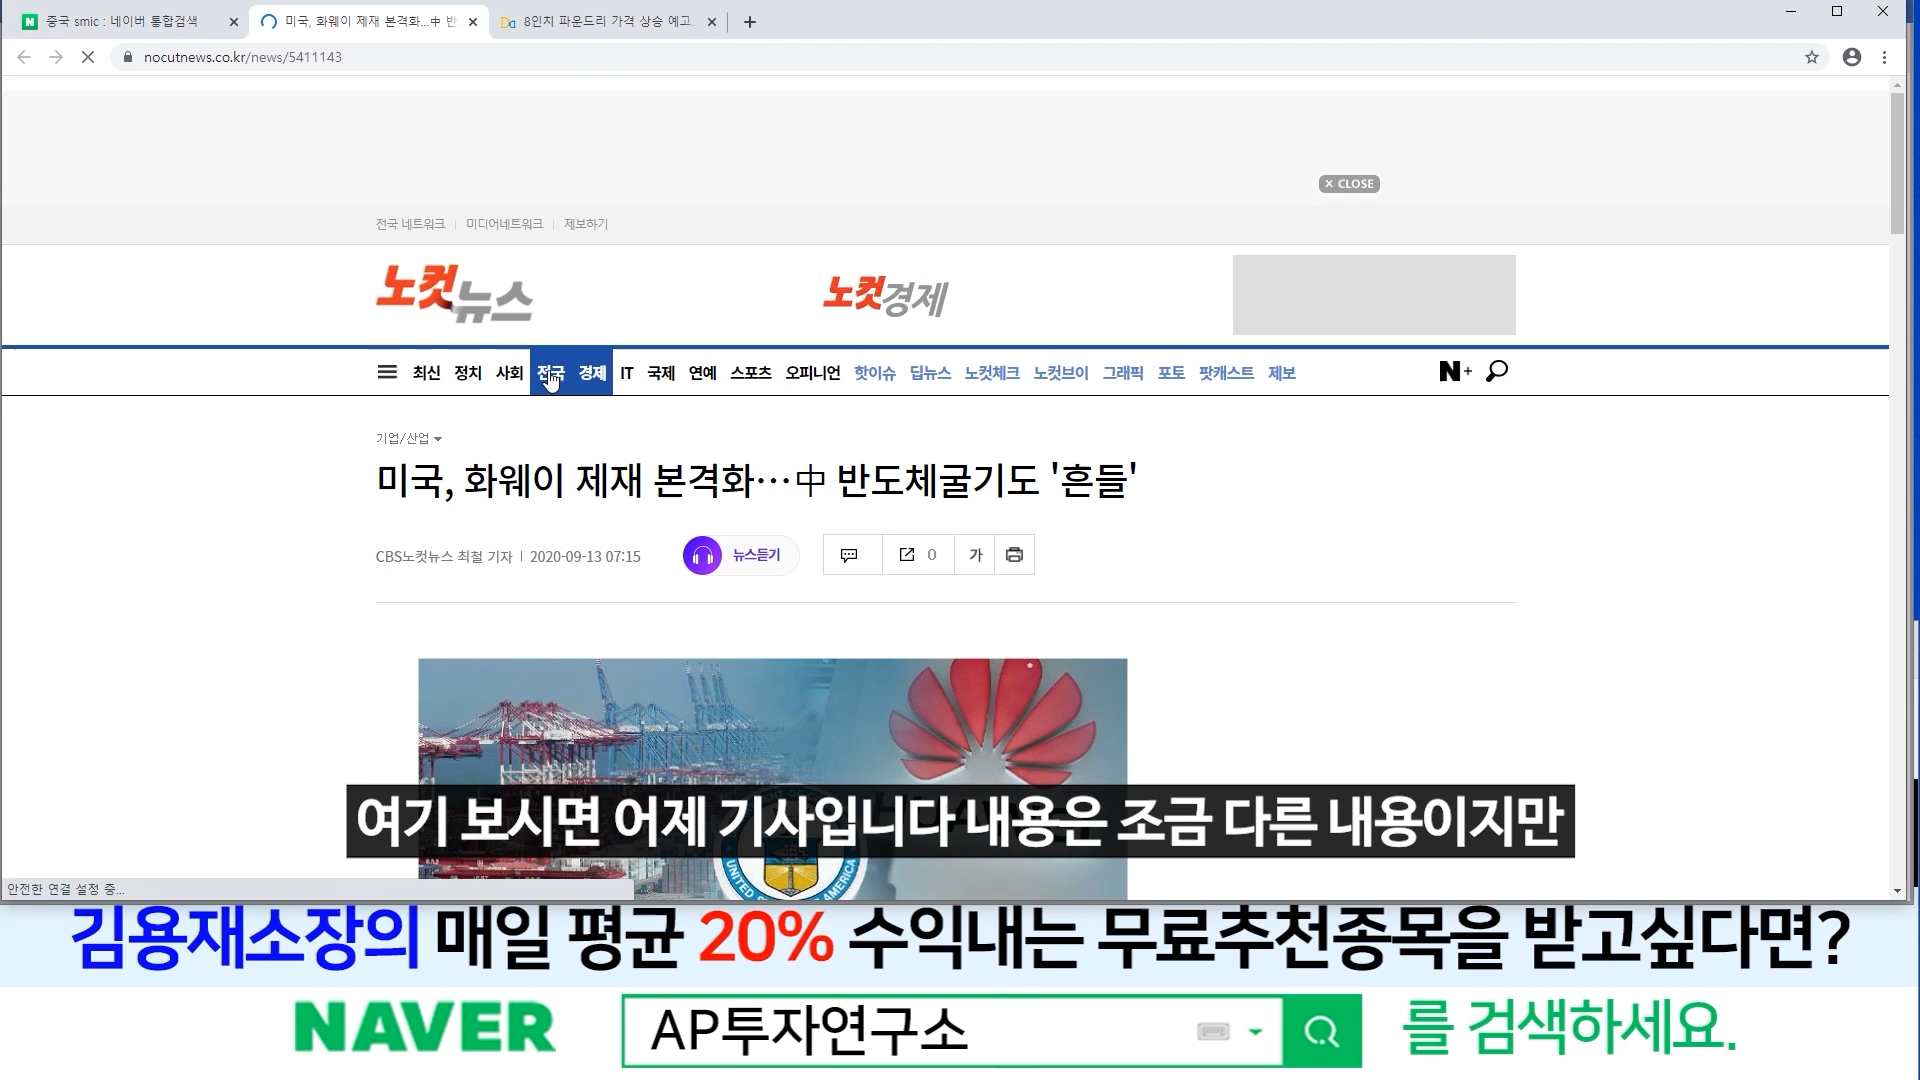 중국 smic : 네이버 통합검색
미국, 화웨이 제재 본격화...中 반
8인치 파운드리 가격 상승 예고
nocutnews.co.kr/news/5411143
× CLOSE
전국 네트워크 | 미디어네트워크 | 제보하기
노컷뉴스
노컷경제
최신 정치 사회 전국 경제 IT 국제 연예 스포츠 오피니언 핫이슈 딥뉴스 노컷체크 노컷브이 그래픽 포토 팟캐스트 제보 N+
기업/산업
미국, 화웨이 제재 본격화…中 반도체굴기도 '흔들'
CBS노컷뉴스 최철 기자 | 2020-09-13 07:15 뉴스듣기 0 가
여기 보시면 어제 기사입니다 내용은 조금 다른 내용이지만
UNITED STATES OF AMERICA
안전한 연결 설정 중...
김용재소장의 매일 평균 20% 수익내는 무료추천종목을 받고싶다면?
NAVER AP투자연구소 를 검색하세요.